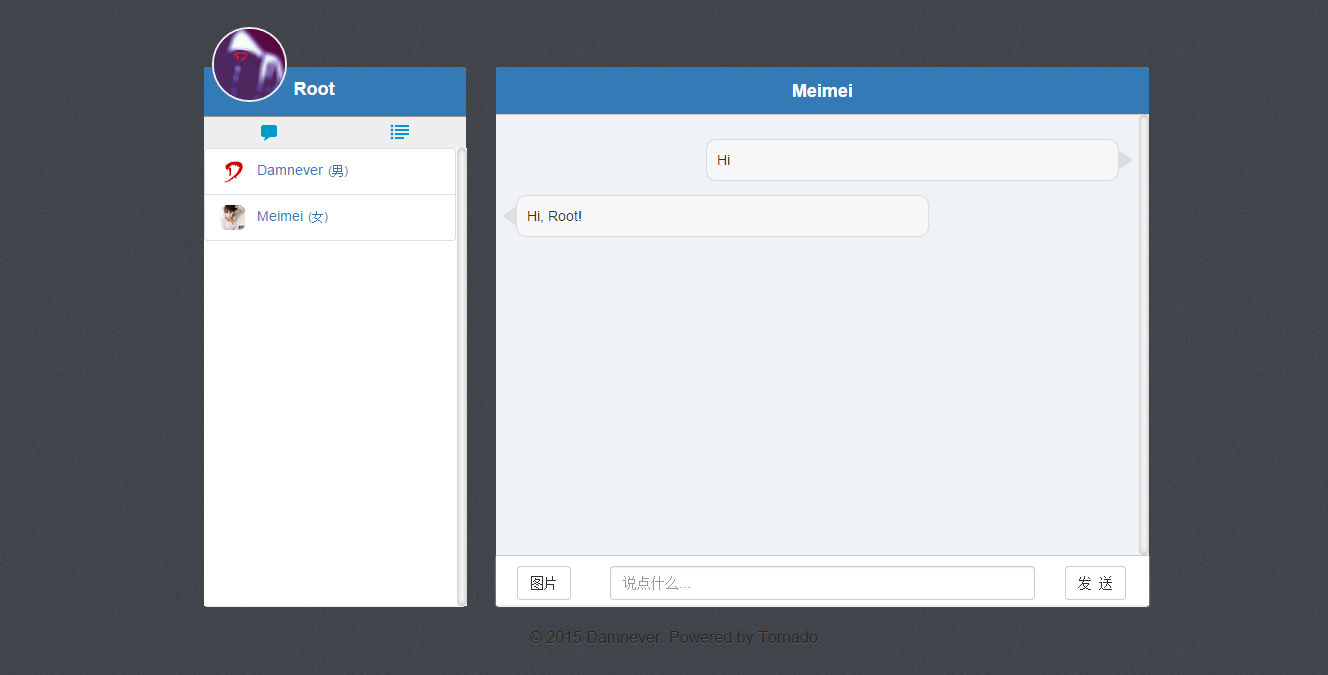 Root
Damnever (男)
Meimei (女)
Meimei
Hi
Hi, Root!
图片
说点什么...
发 送
© 2015 Damnever. Powered by Tornado.